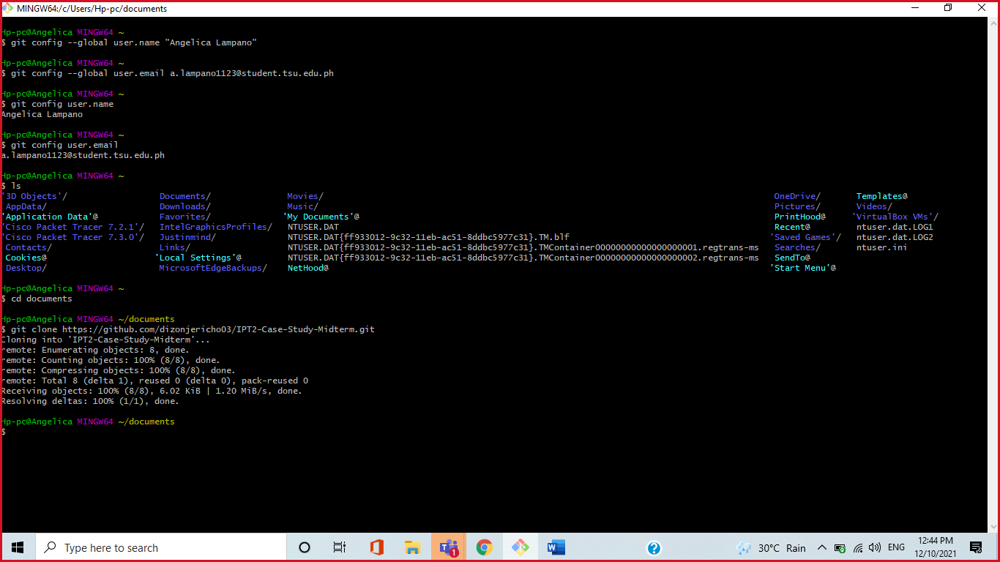 MINGW64:/c/Users/Hp-pc/documents
Hp-pc@Angelica MINGW64 ~
$ git config --global user.name "Angelica Lampano"
Hp-pc@Angelica MINGW64 ~
$ git config --global user.email a.lampano1123@student.tsu.edu.ph
Hp-pc@Angelica MINGW64 ~
$ git config user.name
Angelica Lampano
Hp-pc@Angelica MINGW64 ~
$ git config user.email
a.lampano1123@student.tsu.edu.ph
Hp-pc@Angelica MINGW64 ~
$ ls
'3D Objects'/ Documents/ Movies/ OneDrive/ Templates@
AppData/ Downloads/ Music/ Pictures/ Videos/
'Application Data'@ Favorites/ 'My Documents'@ PrintHood@ 'VirtualBox VMs'/
'Cisco Packet Tracer 7.2.1'/ IntelGraphicsProfiles/ NTUSER.DAT Recent@ ntuser.dat.LOG1
'Cisco Packet Tracer 7.3.0'/ Justinmind/ NTUSER.DAT{ff933012-9c32-11eb-ac51-8ddbc5977c31}.TM.blf 'Saved Games'/ ntuser.dat.LOG2
Contacts/ Links/ NTUSER.DAT{ff933012-9c32-11eb-ac51-8ddbc5977c31}.TMContainer00000000000000000001.regtrans-ms Searches/ ntuser.ini
Cookies@ 'Local Settings'@ NTUSER.DAT{ff933012-9c32-11eb-ac51-8ddbc5977c31}.TMContainer00000000000000000002.regtrans-ms SendTo@
Desktop/ MicrosoftEdgeBackups/ NetHood@ 'Start Menu'@
Hp-pc@Angelica MINGW64 ~
$ cd documents
Hp-pc@Angelica MINGW64 ~/documents
$ git clone https://github.com/dizonjericho03/IPT2-Case-Study-Midterm.git
Cloning into 'IPT2-Case-Study-Midterm'...
remote: Enumerating objects: 8, done.
remote: Counting objects: 100% (8/8), done.
remote: Compressing objects: 100% (8/8), done.
remote: Total 8 (delta 1), reused 0 (delta 0), pack-reused 0
Receiving objects: 100% (8/8), 6.02 KiB | 1.20 MiB/s, done.
Resolving deltas: 100% (1/1), done.
Hp-pc@Angelica MINGW64 ~/documents
$
Type here to search 1 30°C Rain ENG 12:44 PM
12/10/2021